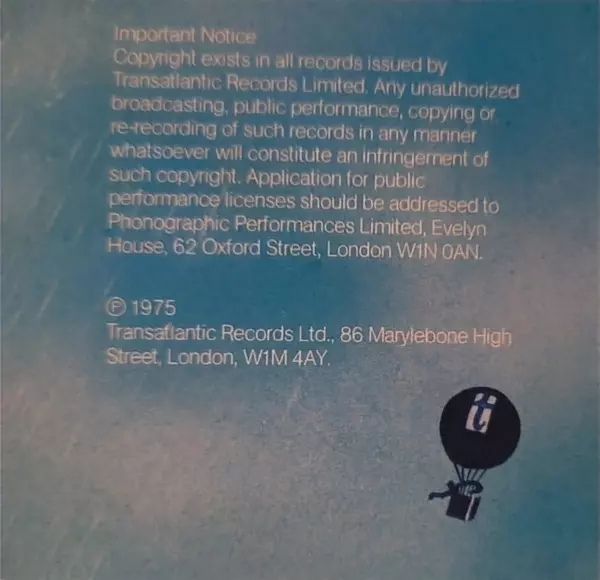 Important Notice
Copyright exists in all records issued by
Transatlantic Records Limited. Any unauthorized
broadcasting, public performance, copying or
re-recording of such records in any manner
whatsoever will constitute an infringement of
such copyright. Application for public
performance licenses should be addressed to
Phonographic Performances Limited, Evelyn
House, 62 Oxford Street, London W1N 0AN.
℗ 1975
Transatlantic Records Ltd., 86 Marylebone High
Street, London, W1M 4AY.
t